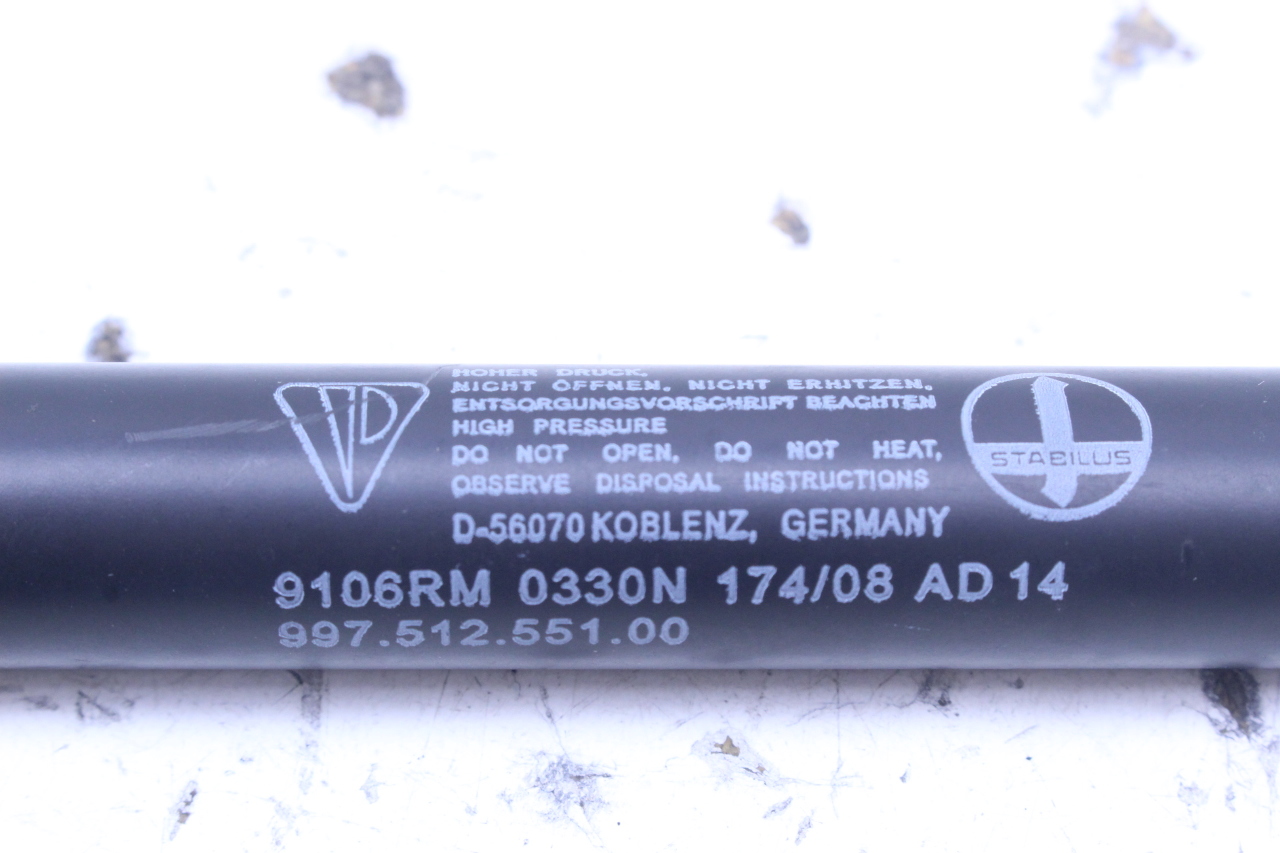 HOHER DRUCK,
NICHT ÖFFNEN. NICHT ERHITZEN.
ENTSORGUNGSVORSCHRIFT BEACHTEN
HIGH PRESSURE
DO NOT OPEN, DO NOT HEAT,
OBSERVE DISPOSAL INSTRUCTIONS
STABILUS
D-56070 KOBLENZ, GERMANY
9106RM 0330N 174/08 AD 14
997.512.551.00